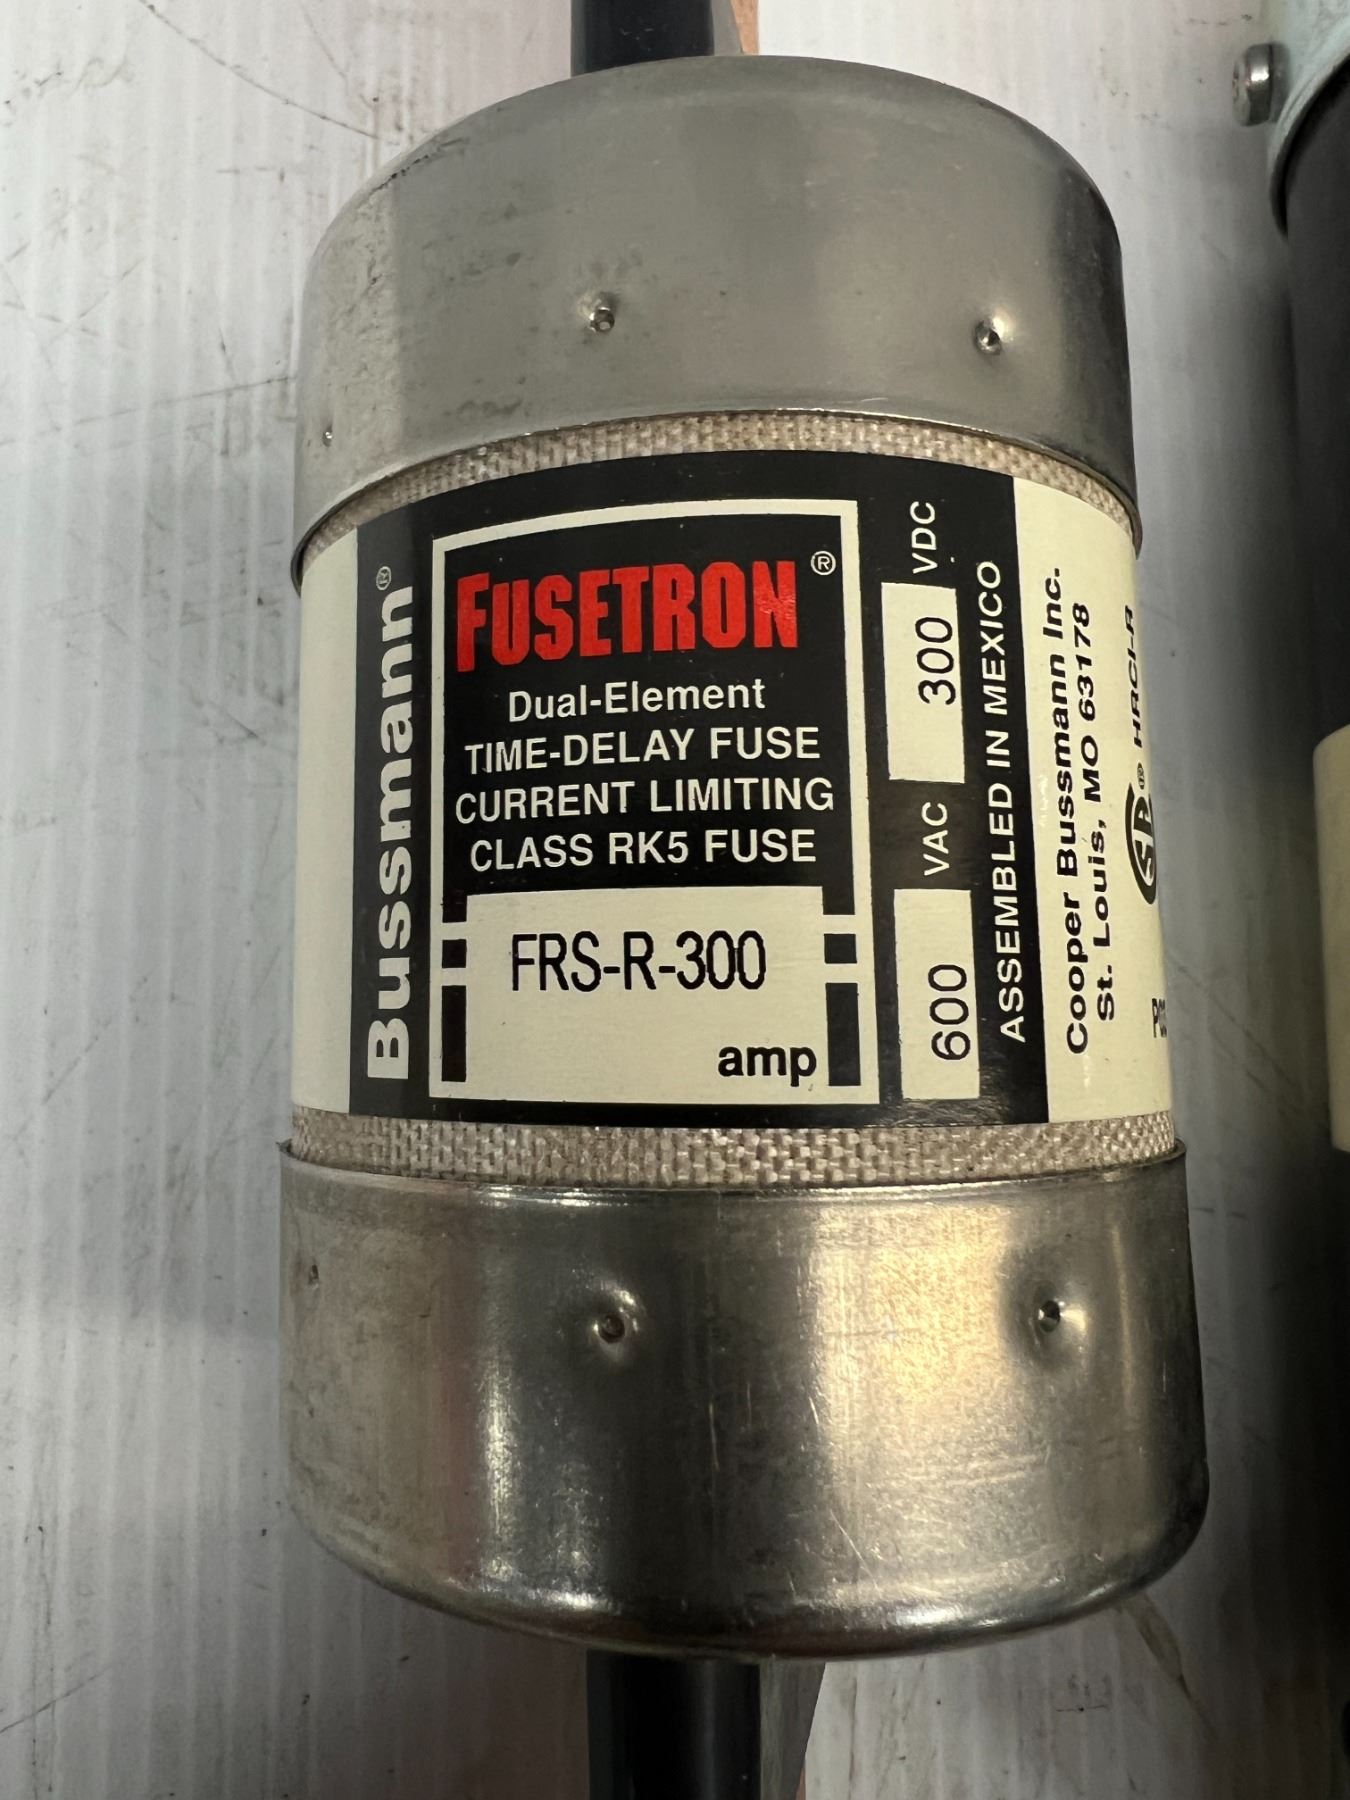 Bussmann®
FUSETRON®
Dual-Element
TIME-DELAY FUSE
CURRENT LIMITING
CLASS RK5 FUSE
FRS-R-300
amp
600 VAC 300 VDC
ASSEMBLED IN MEXICO
Cooper Bussmann Inc.
St. Louis, MO 63178
® HRCI-R